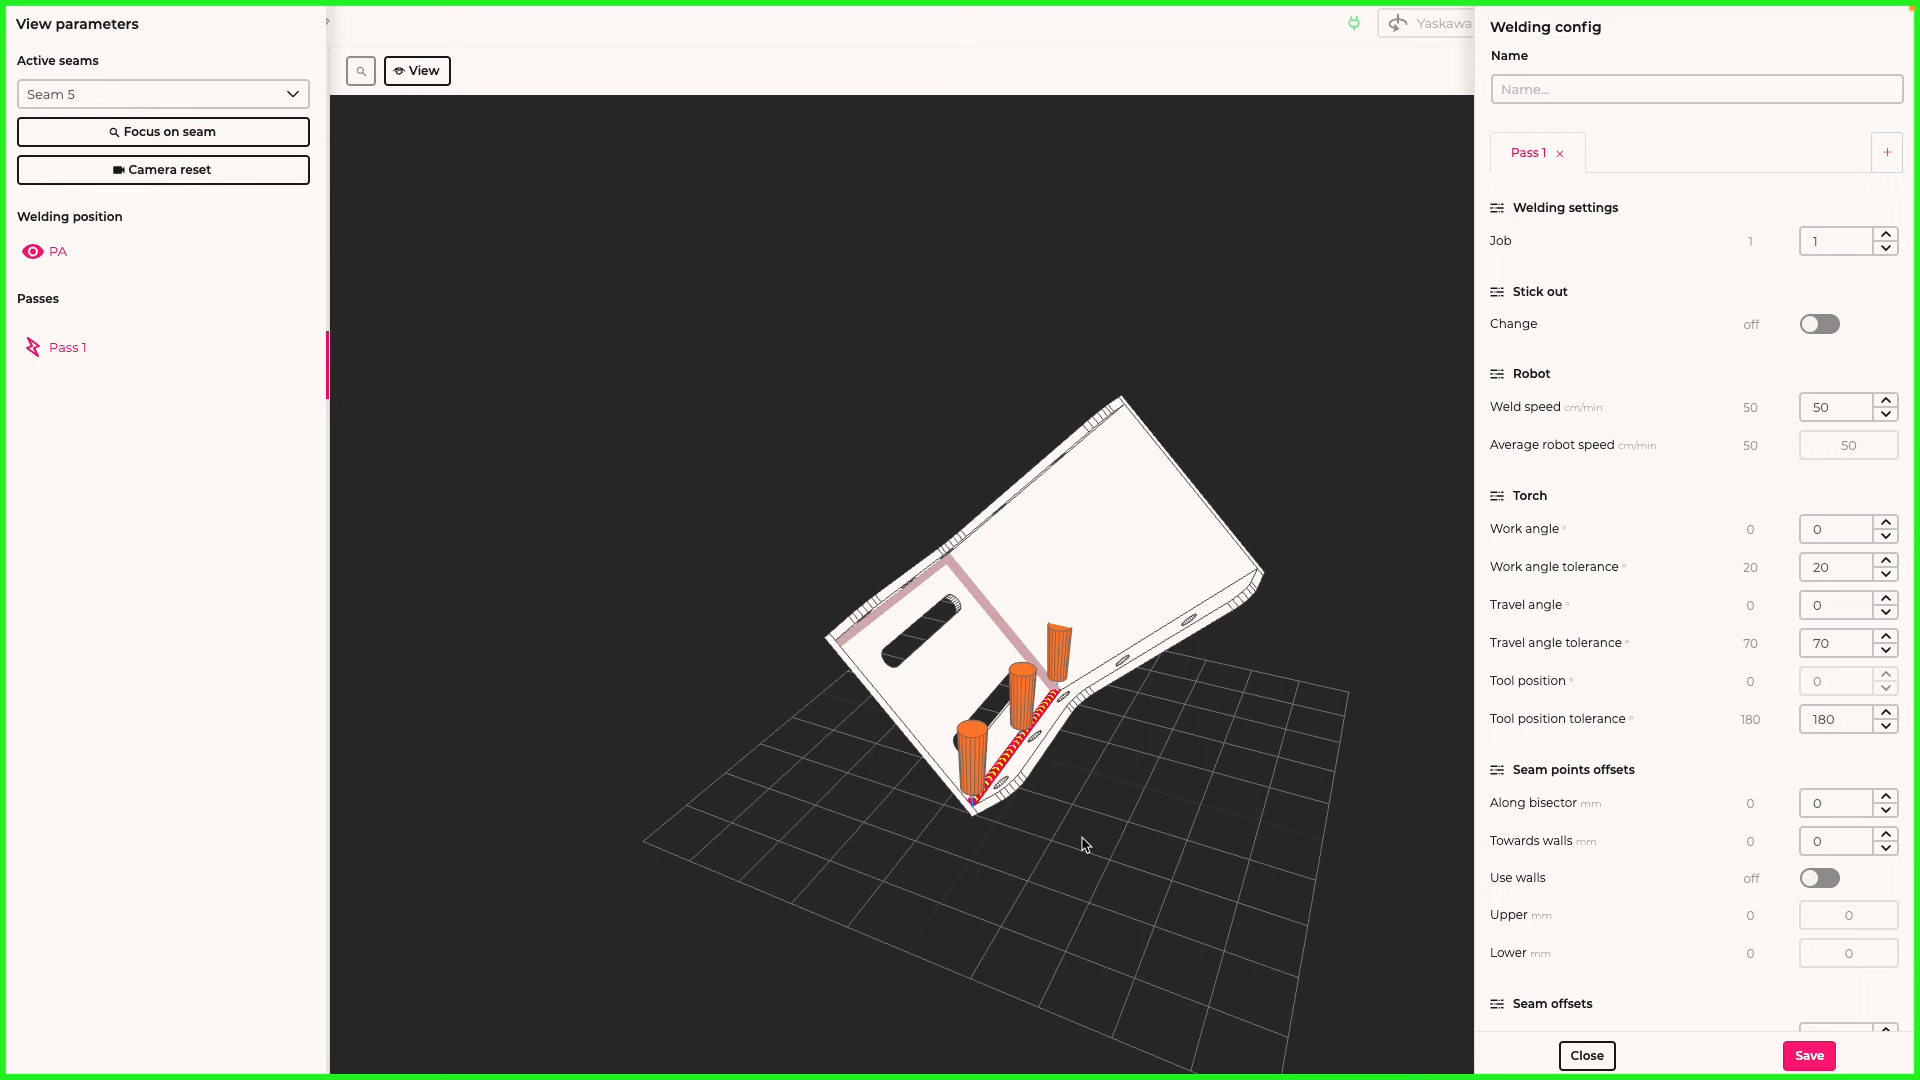 View parameters
Active seams
Seam 5
Focus on seam
Camera reset
Welding position
PA
Passes
Pass 1
View
Yaskawa
Welding config
Name
Name...
Pass 1 ×
+
Welding settings
Job 1 1
Stick out
Change off
Robot
Weld speed cm/min 50 50
Average robot speed cm/min 50 50
Torch
Work angle ° 0 0
Work angle tolerance ° 20 20
Travel angle ° 0 0
Travel angle tolerance ° 70 70
Tool position ° 0 0
Tool position tolerance ° 180 180
Seam points offsets
Along bisector mm 0 0
Towards walls mm 0 0
Use walls off
Upper mm 0 0
Lower mm 0 0
Seam offsets
Close Save